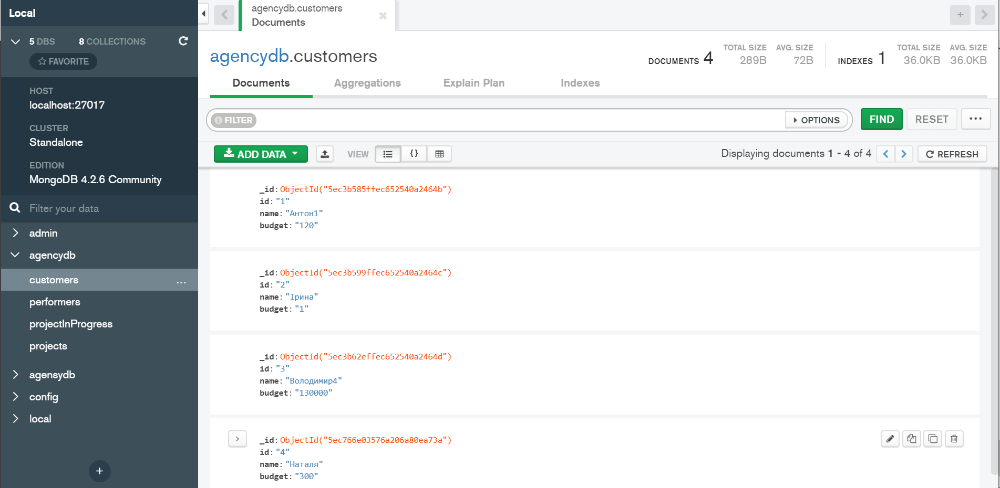 Local
5 DBS 8 COLLECTIONS
FAVORITE
HOST
localhost:27017
CLUSTER
Standalone
EDITION
MongoDB 4.2.6 Community
Filter your data
admin
agencydb
customers ...
performers
projectInProgress
projects
agensydb
config
local
+
agencydb.customers
Documents
+
agencydb.customers
DOCUMENTS 4 TOTAL SIZE 289B AVG. SIZE 72B INDEXES 1 TOTAL SIZE 36.0KB AVG. SIZE 36.0KB
Documents Aggregations Explain Plan Indexes
FILTER OPTIONS FIND RESET ...
ADD DATA VIEW { } Displaying documents 1 - 4 of 4 < > REFRESH
_id: ObjectId("5ec3b585ffec652540a2464b")
id: "1"
name: "Антон1"
budget: "120"
_id: ObjectId("5ec3b599ffec652540a2464c")
id: "2"
name: "Ірина"
budget: "1"
_id: ObjectId("5ec3b62effec652540a2464d")
id: "3"
name: "Володимир4"
budget: "130000"
_id: ObjectId("5ec766e03576a206a80ea73a")
id: "4"
name: "Наталя"
budget: "300"